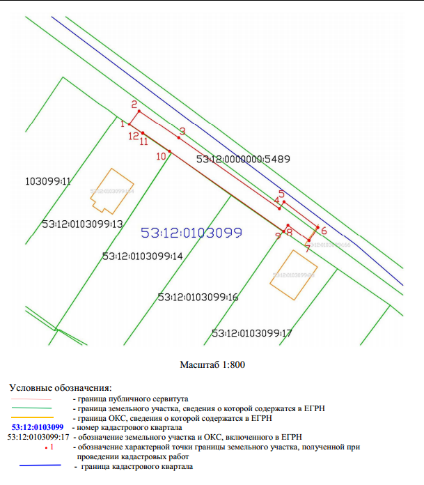 2
1
3
12
11
10
53:12:0000000:5489
103099:11
5
4
53:12:0103099:13
8
6
9
7
53:12:0103099
53:12:0103099:14
53:12:0103099:16
53:12:0103099:17
Масштаб 1:800
Условные обозначения:
- граница публичного сервитута
- граница земельного участка, сведения о которой содержатся в ЕГРН
- граница ОКС, сведения о которой содержатся в ЕГРН
53:12:0103099 - номер кадастрового квартала
53:12:0103099:17 - обозначение земельного участка и ОКС, включенного в ЕГРН
1 - обозначение характерной точки границы земельного участка, полученной при
проведении кадастровых работ
- граница кадастрового квартала